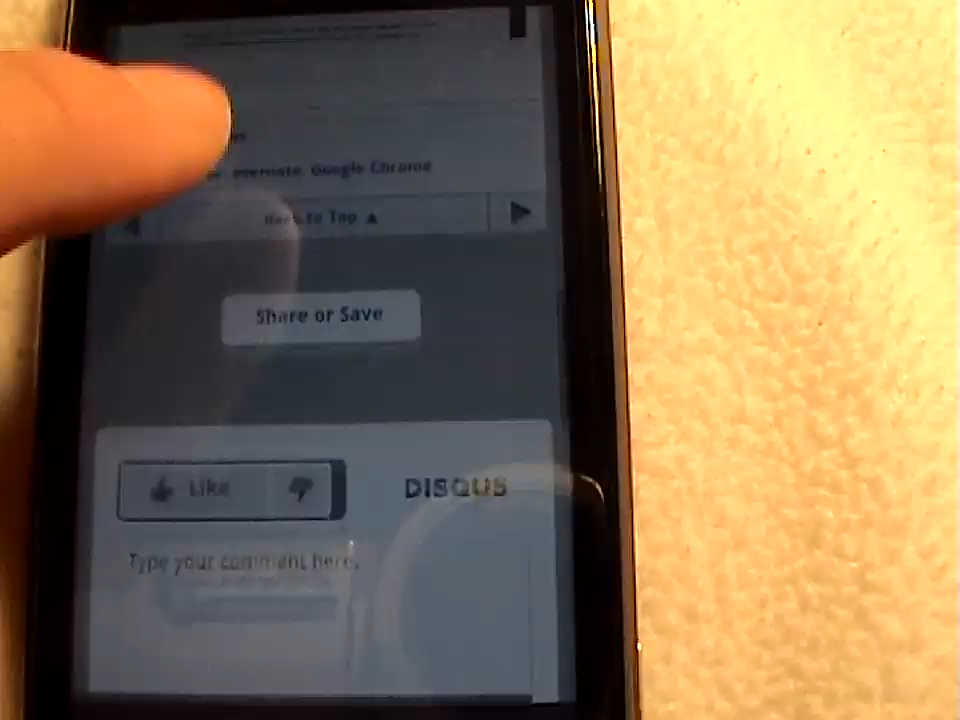 Google Chrome
Back to Top ▲
Share or Save
Like
DISQUS
Type your comment here.